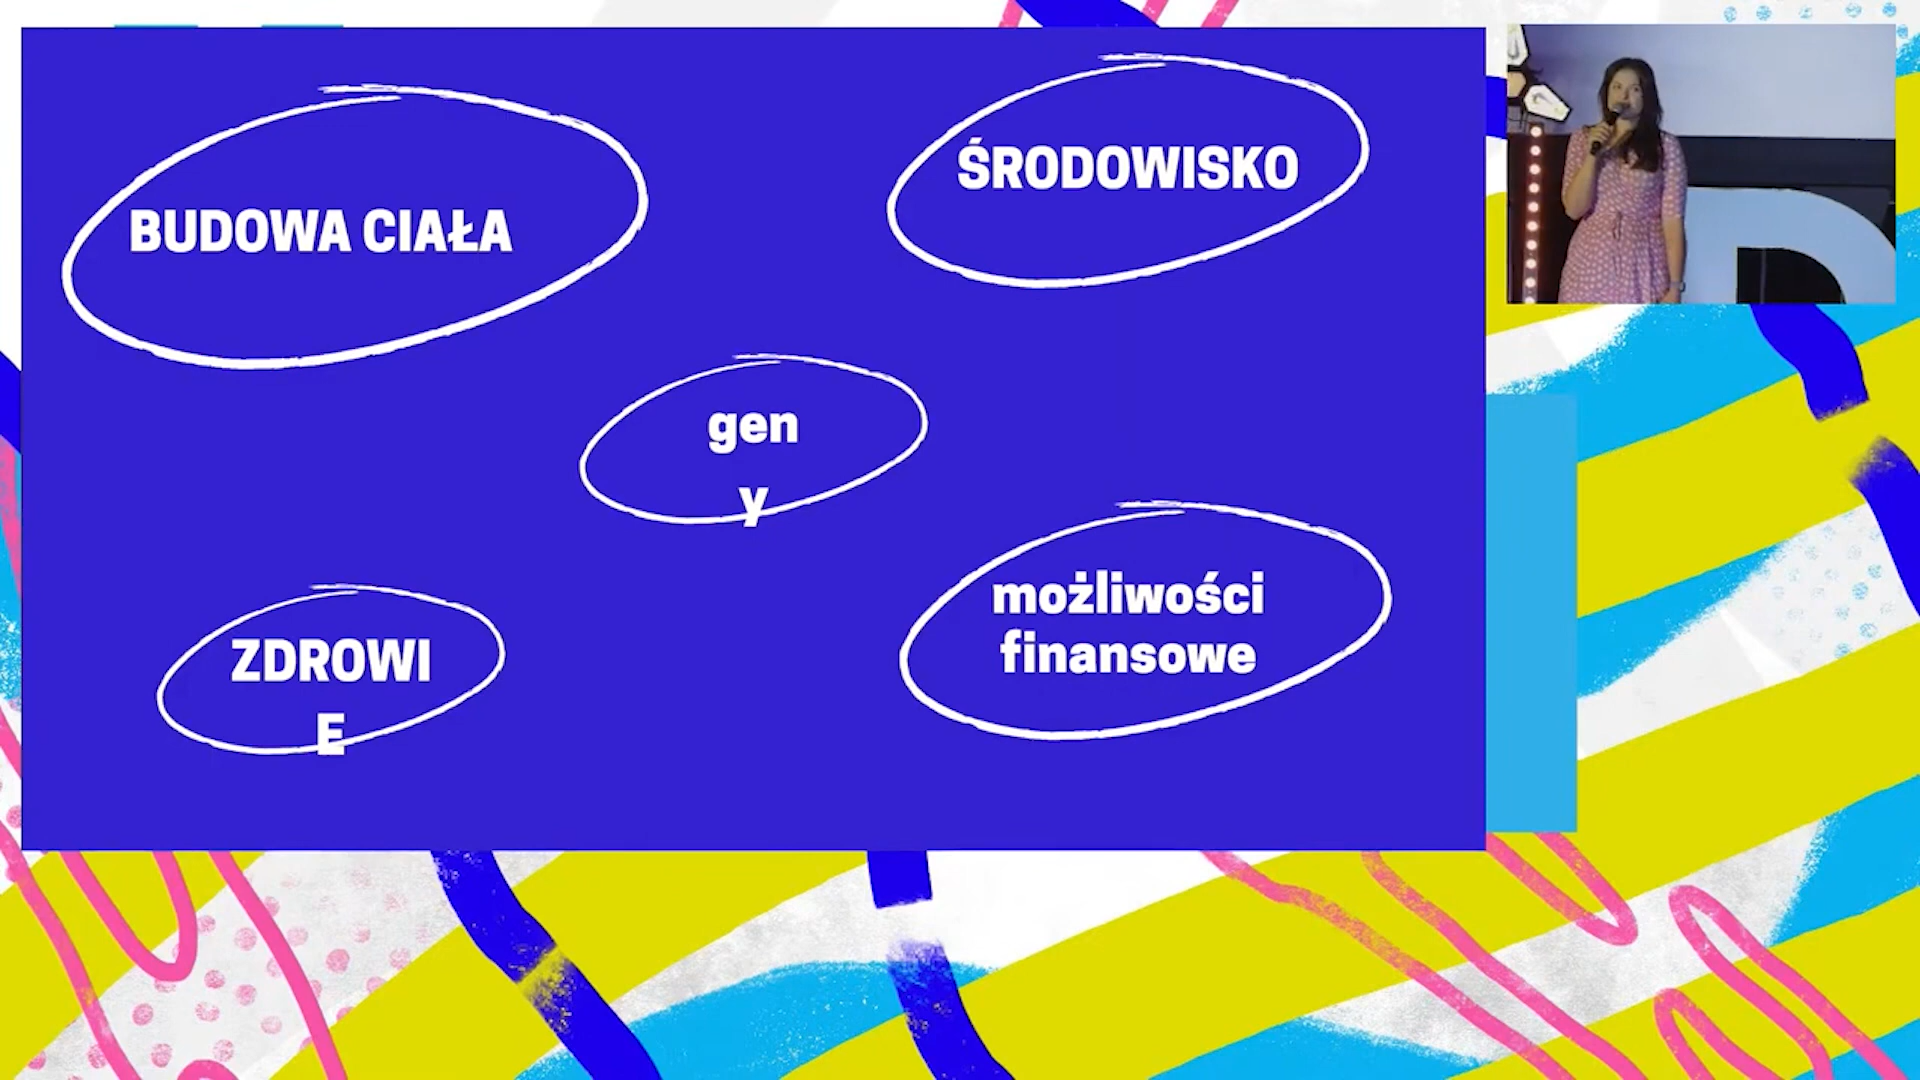 BUDOWA CIAŁA
ŚRODOWISKO
gen
y
ZDROWI
E
możliwości
finansowe